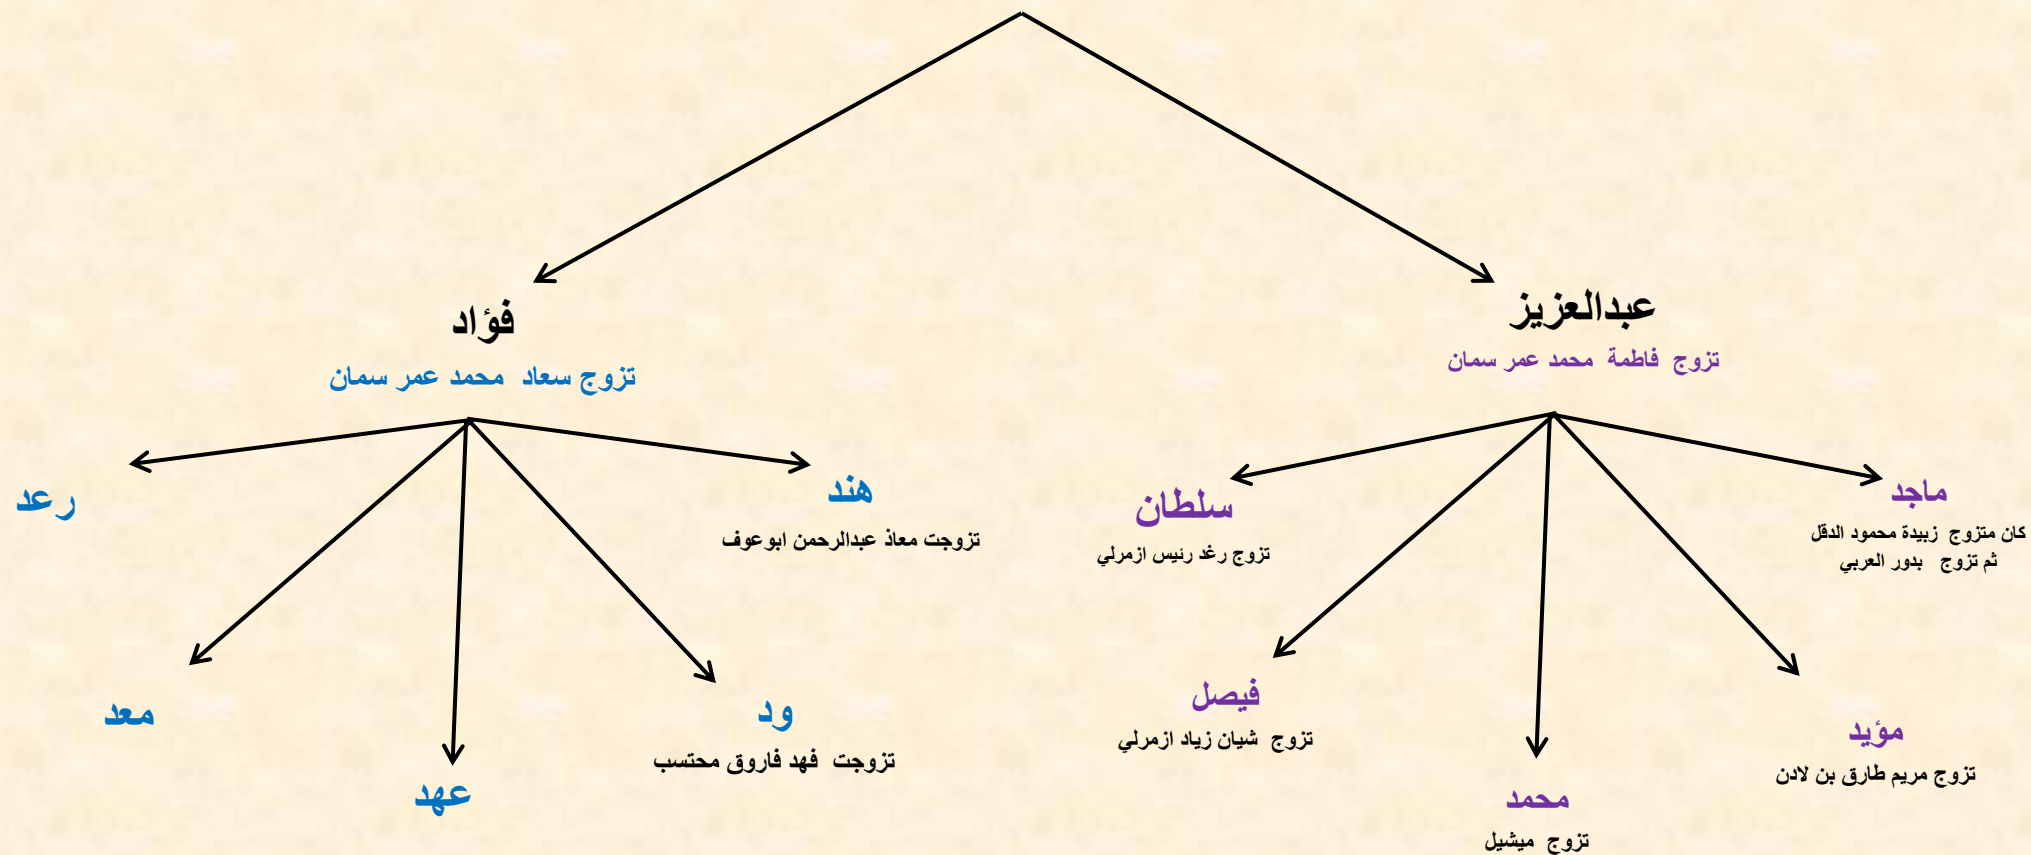 عبدالعزيز
تزوج فاطمة محمد عمر سمان
ماجد
كان متزوج زبيدة محمود الدقل
ثم تزوج بدور العربي
مؤيد
تزوج مريم طارق بن لادن
محمد
تزوج ميشيل
فيصل
تزوج شيان زياد ازمرلي
سلطان
تزوج رغد رئيس ازمرلي
فؤاد
تزوج سعاد محمد عمر سمان
هند
تزوجت معاذ عبدالرحمن ابوعوف
ود
تزوجت فهد فاروق محتسب
عهد
معد
رعد